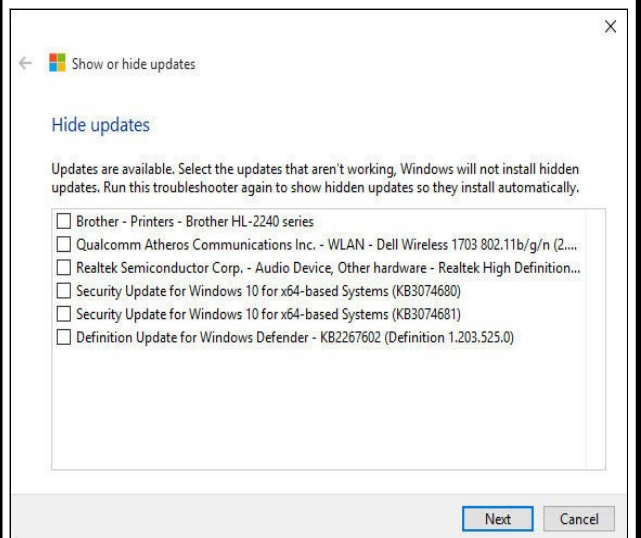 Show or hide updates
Hide updates
Updates are available. Select the updates that aren't working, Windows will not install hidden
updates. Run this troubleshooter again to show hidden updates so they install automatically.
Brother - Printers - Brother HL-2240 series
Qualcomm Atheros Communications Inc. - WLAN - Dell Wireless 1703 802.11b/g/n (2....
Realtek Semiconductor Corp. - Audio Device, Other hardware - Realtek High Definition...
Security Update for Windows 10 for x64-based Systems (KB3074680)
Security Update for Windows 10 for x64-based Systems (KB3074681)
Definition Update for Windows Defender - KB2267602 (Definition 1.203.525.0)
Next Cancel